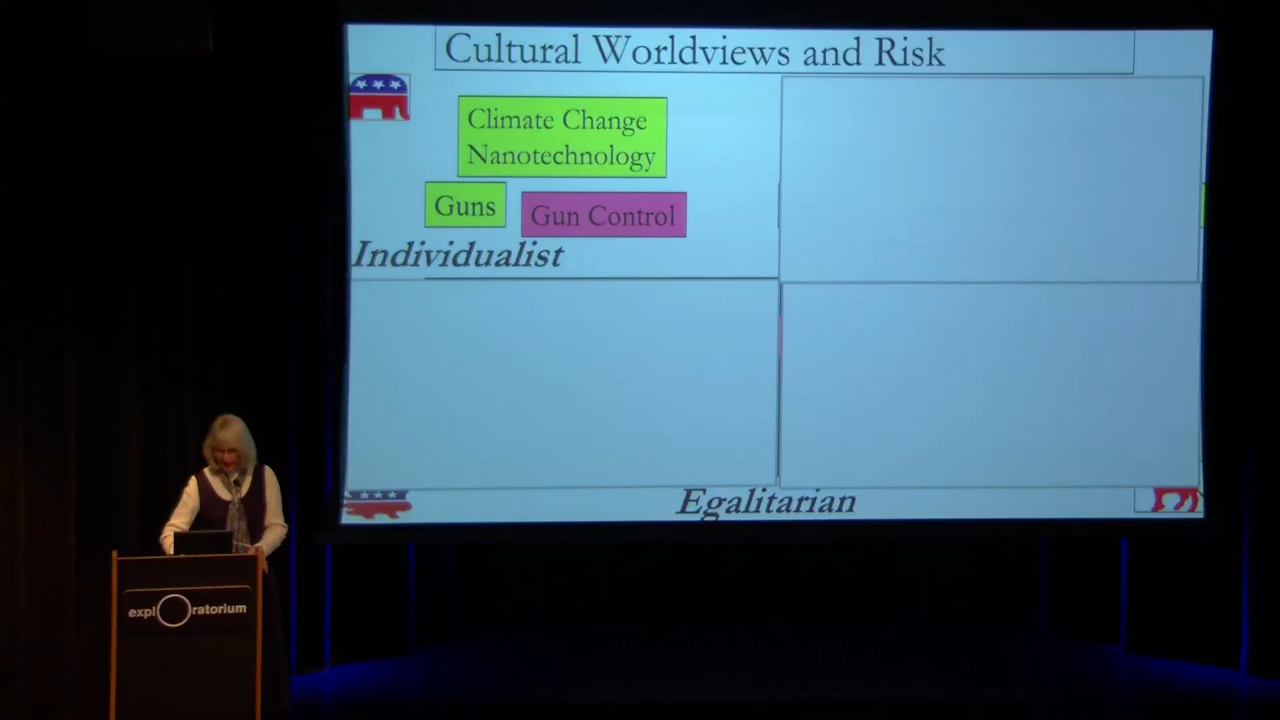 Cultural Worldviews and Risk
Climate Change
Nanotechnology
Guns
Gun Control
Individualist
Egalitarian
exploratorium